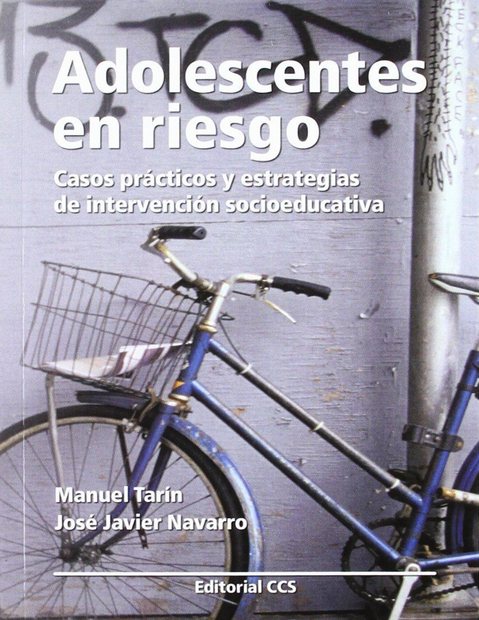 Adolescentes
en riesgo
Casos prácticos y estrategias
de intervención socioeducativa
Manuel Tarín
José Javier Navarro
Editorial CCS